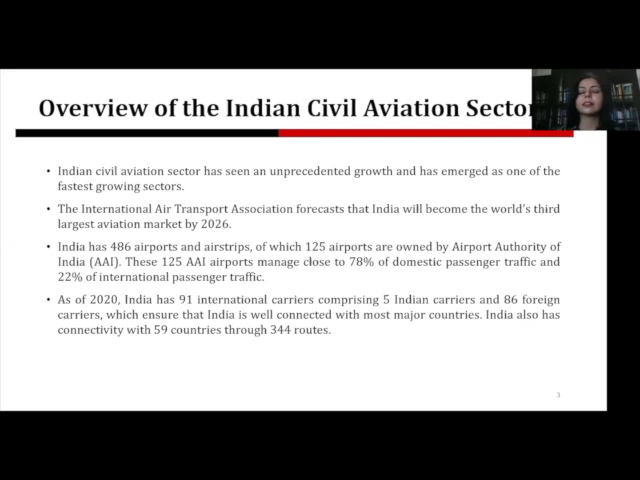 Overview of the Indian Civil Aviation Sector
• Indian civil aviation sector has seen an unprecedented growth and has emerged as one of the
fastest growing sectors.
• The International Air Transport Association forecasts that India will become the world's third
largest aviation market by 2026.
• India has 486 airports and airstrips, of which 125 airports are owned by Airport Authority of
India (AAI). These 125 AAI airports manage close to 78% of domestic passenger traffic and
22% of international passenger traffic.
• As of 2020, India has 91 international carriers comprising 5 Indian carriers and 86 foreign
carriers, which ensure that India is well connected with most major countries. India also has
connectivity with 59 countries through 344 routes.
3